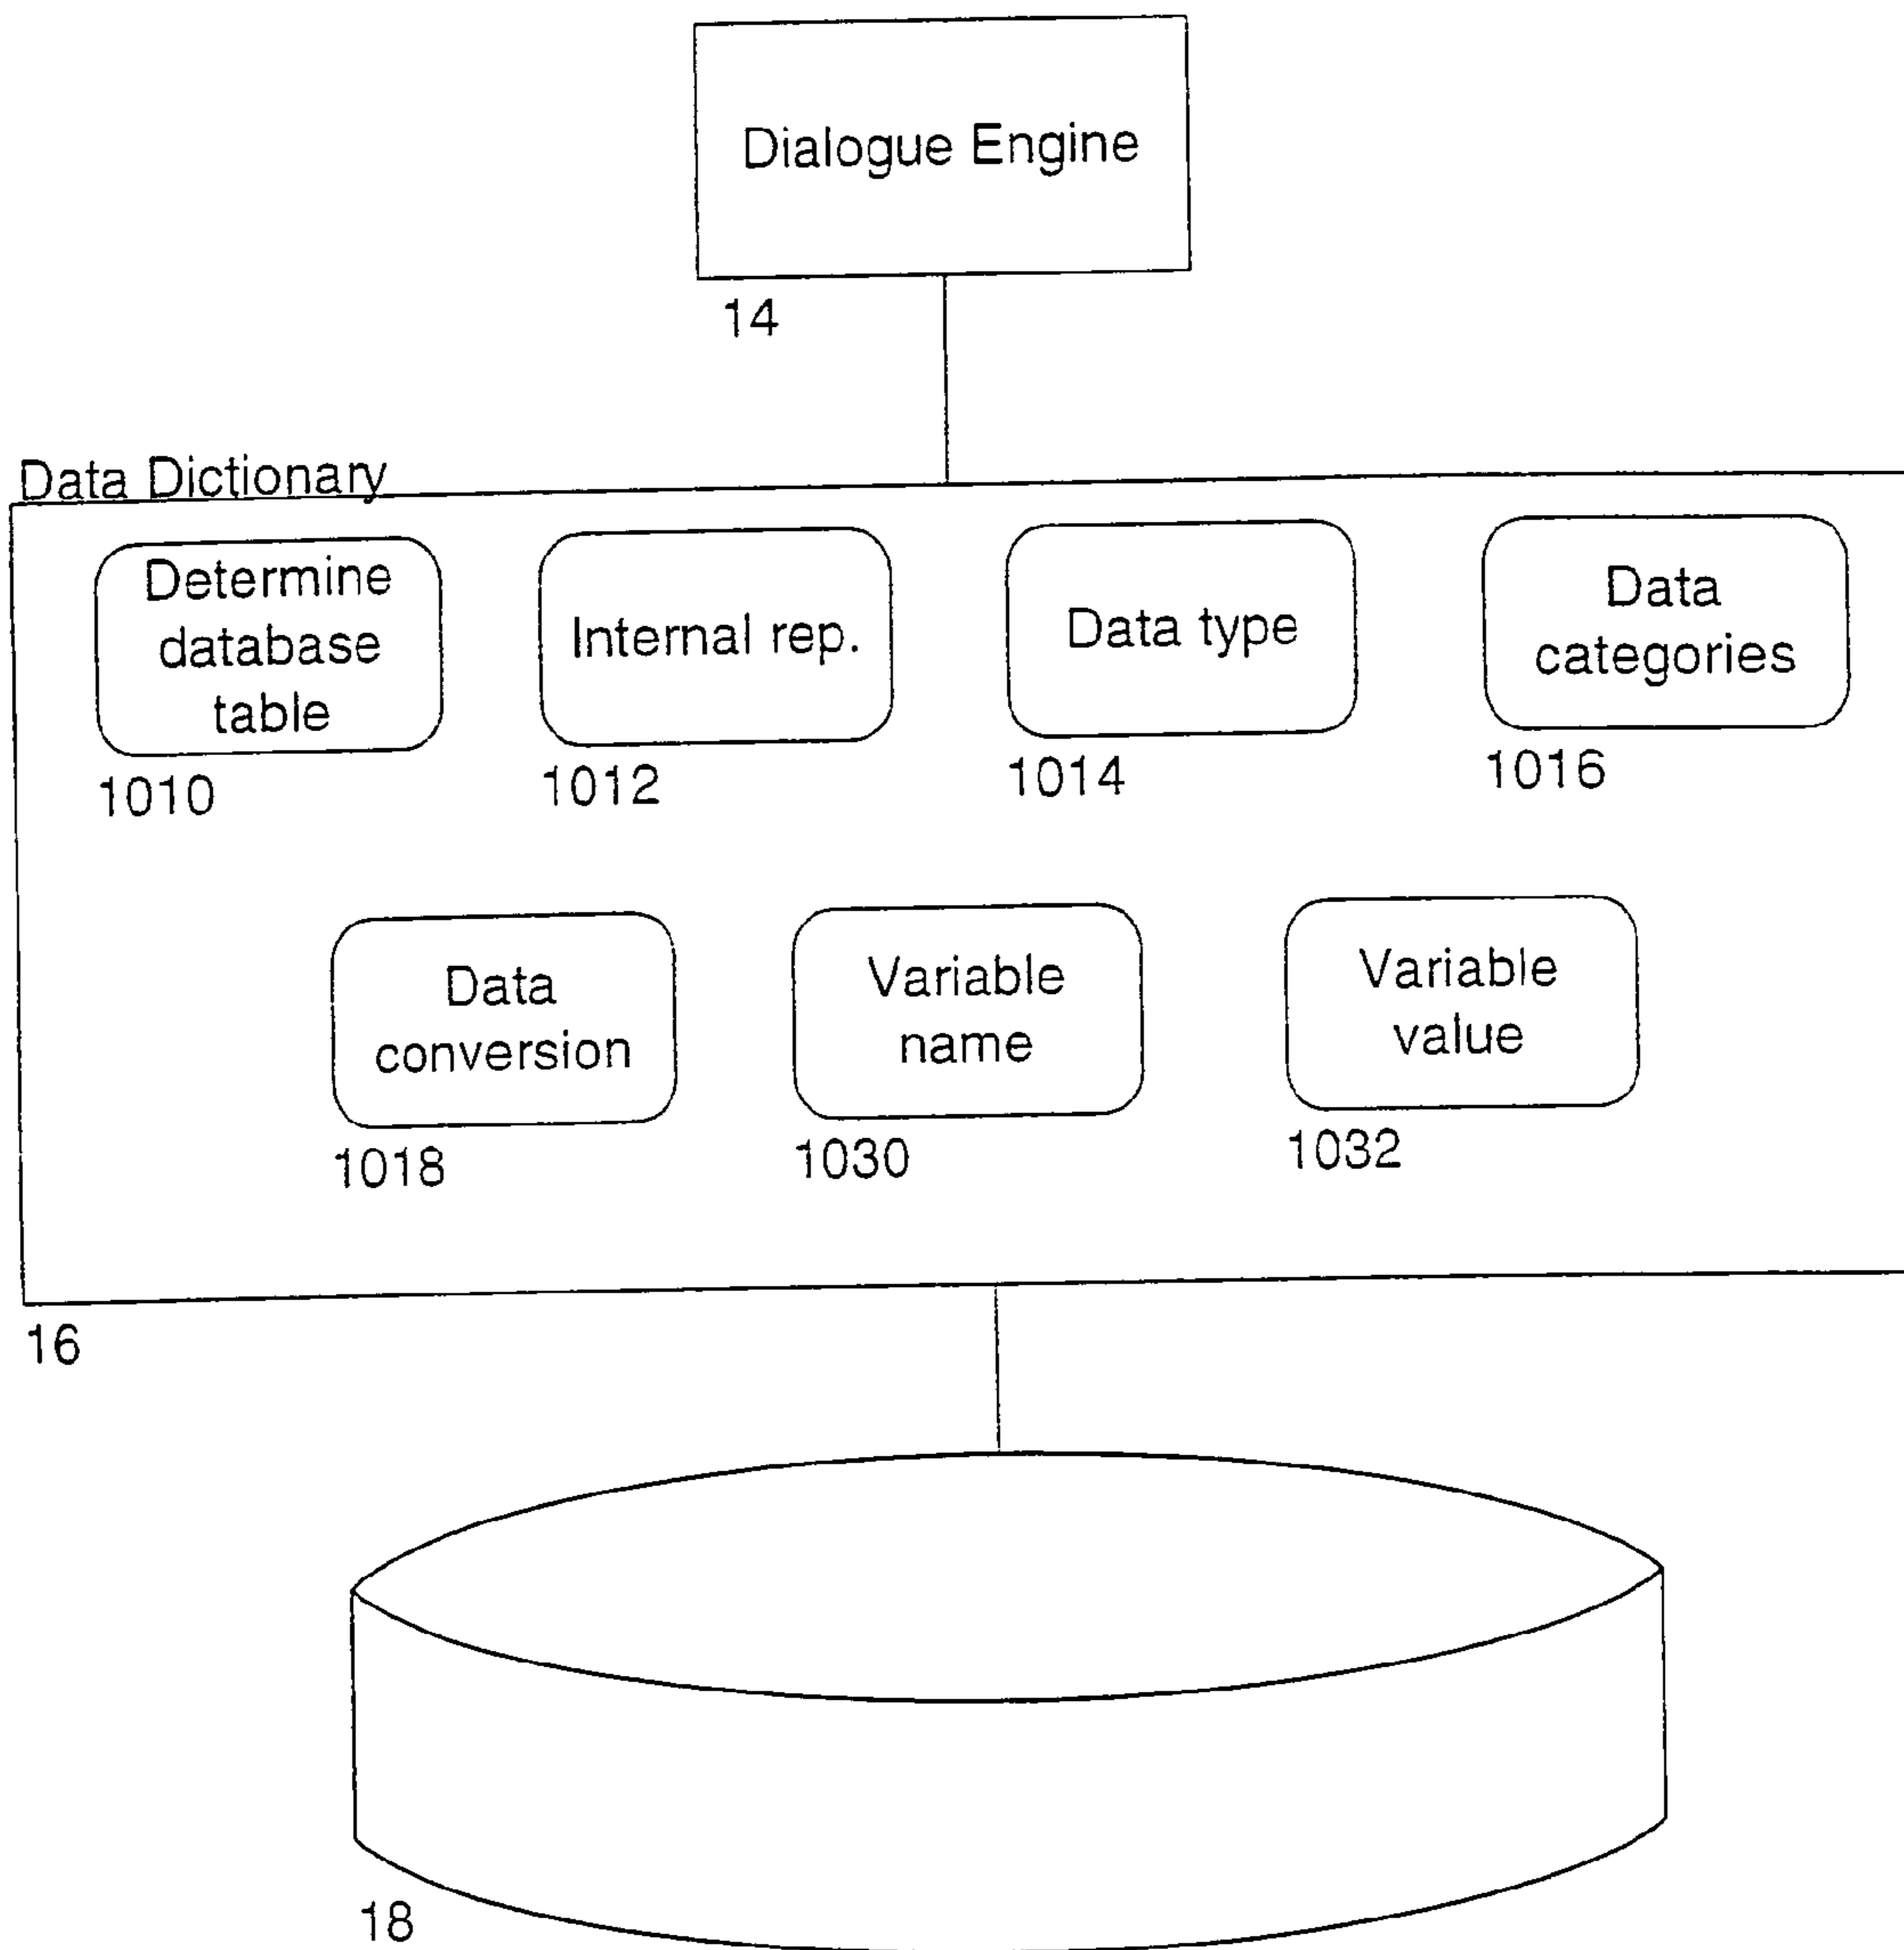 Dialogue Engine
14
Data Dictionary
Determine
database
table
1010
Internal rep.
1012
Data type
1014
Data
categories
1016
Data
conversion
1018
Variable
name
1030
Variable
value
1032
16
18